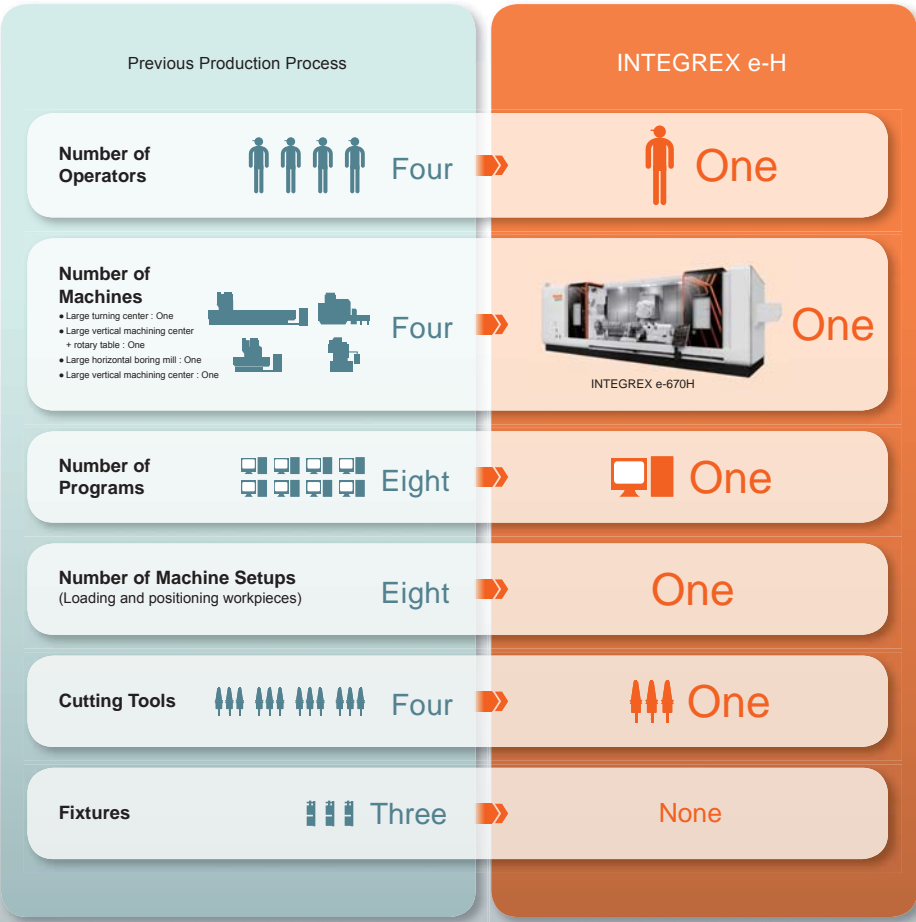 Previous Production Process
INTEGREX e-H
Number of
Operators
Four
One
Number of
Machines
● Large turning center : One
● Large vertical machining center
+ rotary table : One
● Large horizontal boring mill : One
● Large vertical machining center : One
Four
One
INTEGREX e-670H
Number of
Programs
Eight
One
Number of Machine Setups
(Loading and positioning workpieces)
Eight
One
Cutting Tools
Four
One
Fixtures
Three
None